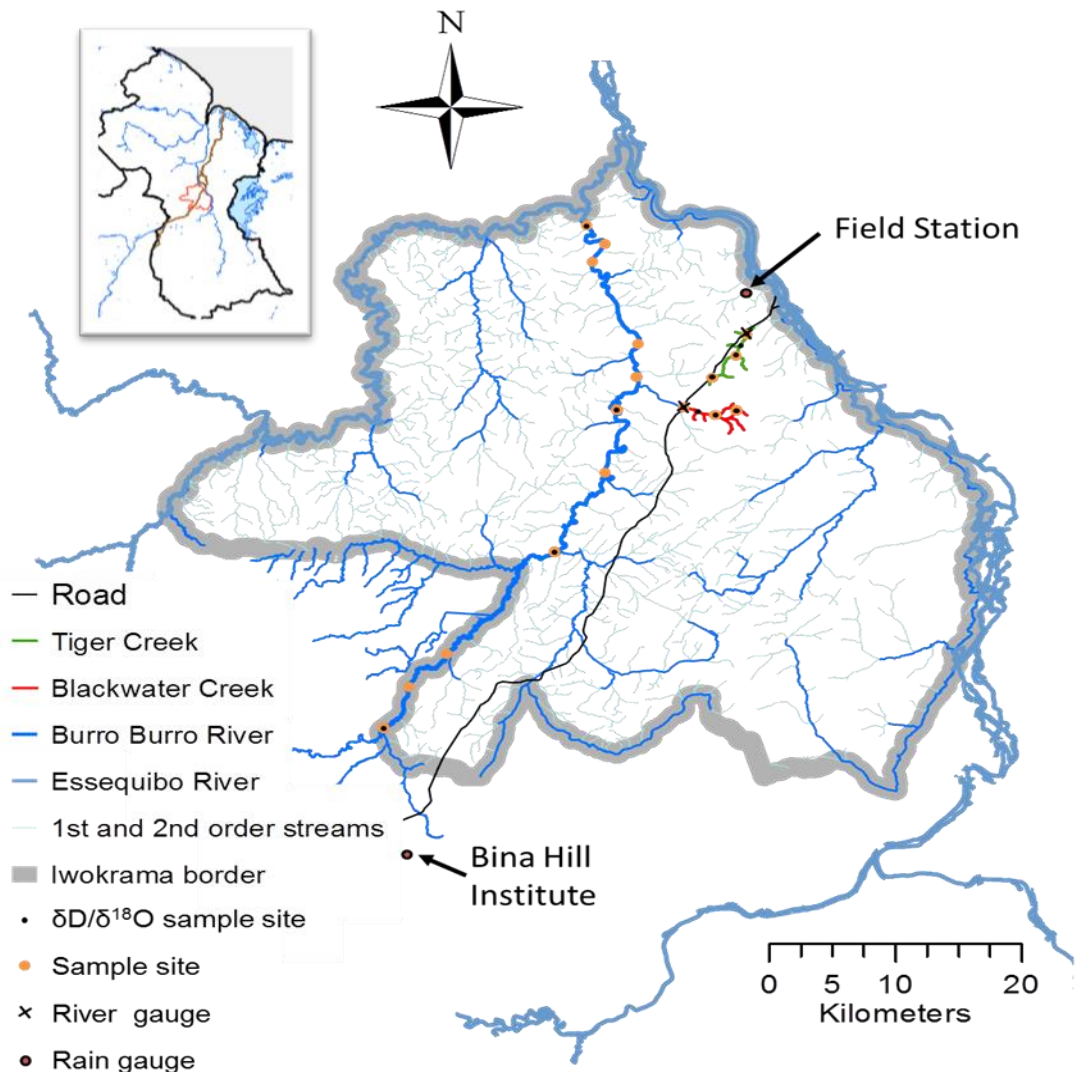 N
Field Station
Road
Tiger Creek
Blackwater Creek
Burro Burro River
Essequibo River
1st and 2nd order streams
Iwokrama border
δD/δ¹⁸O sample site
Sample site
River gauge
Rain gauge
Bina Hill
Institute
0 5 10 20
Kilometers